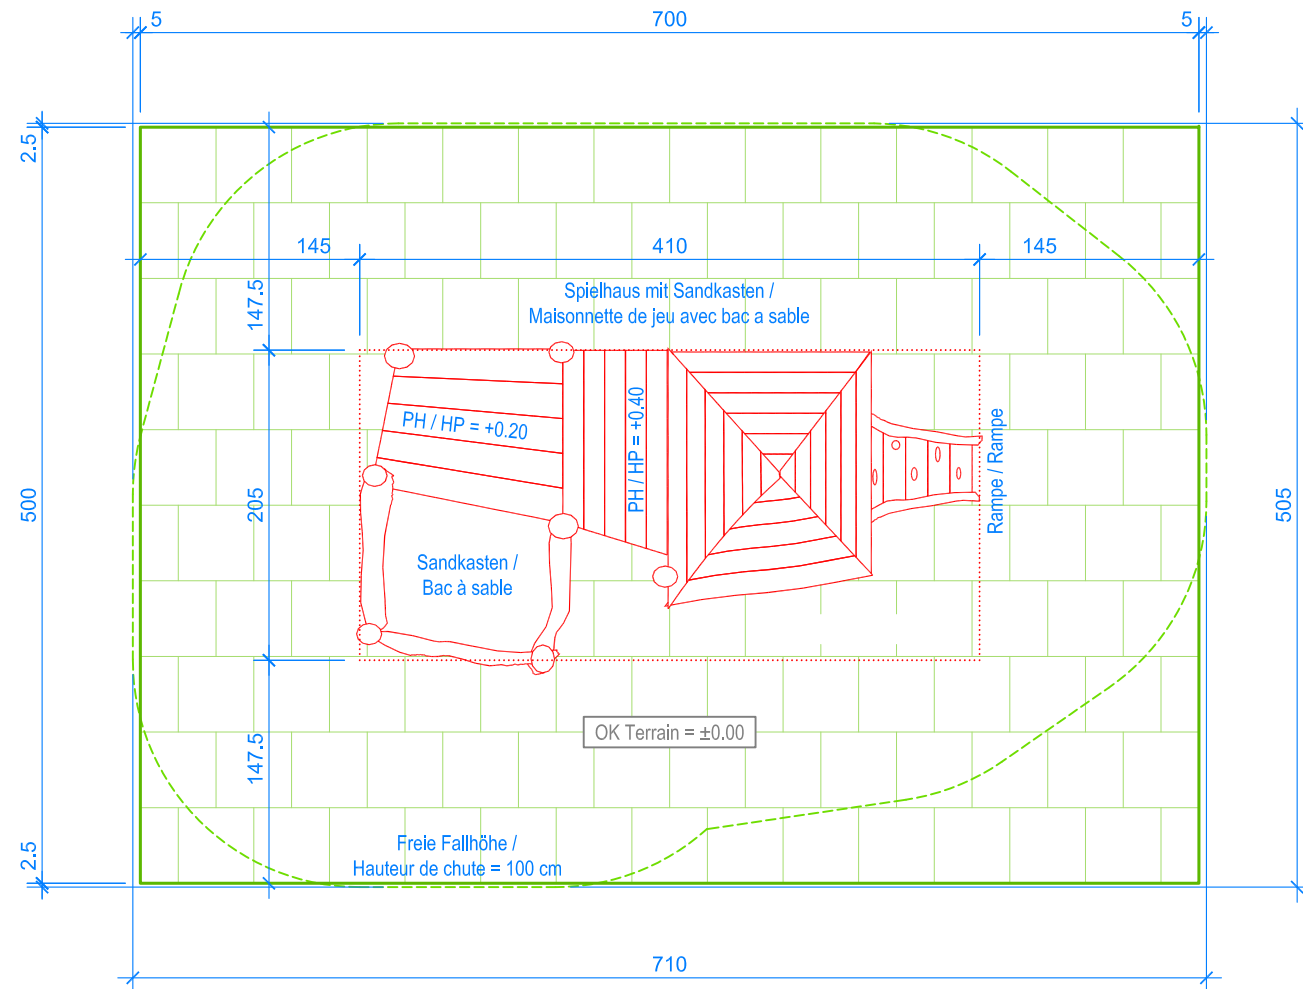 5
700
5
2.5
145
410
145
147.5
Spielhaus mit Sandkasten /
Maisonnette de jeu avec bac a sable
PH / HP = +0.20
PH / HP = +0.40
Rampe / Rampe
500
205
505
Sandkasten /
Bac à sable
OK Terrain = ±0.00
147.5
2.5
Freie Fallhöhe /
Hauteur de chute = 100 cm
710